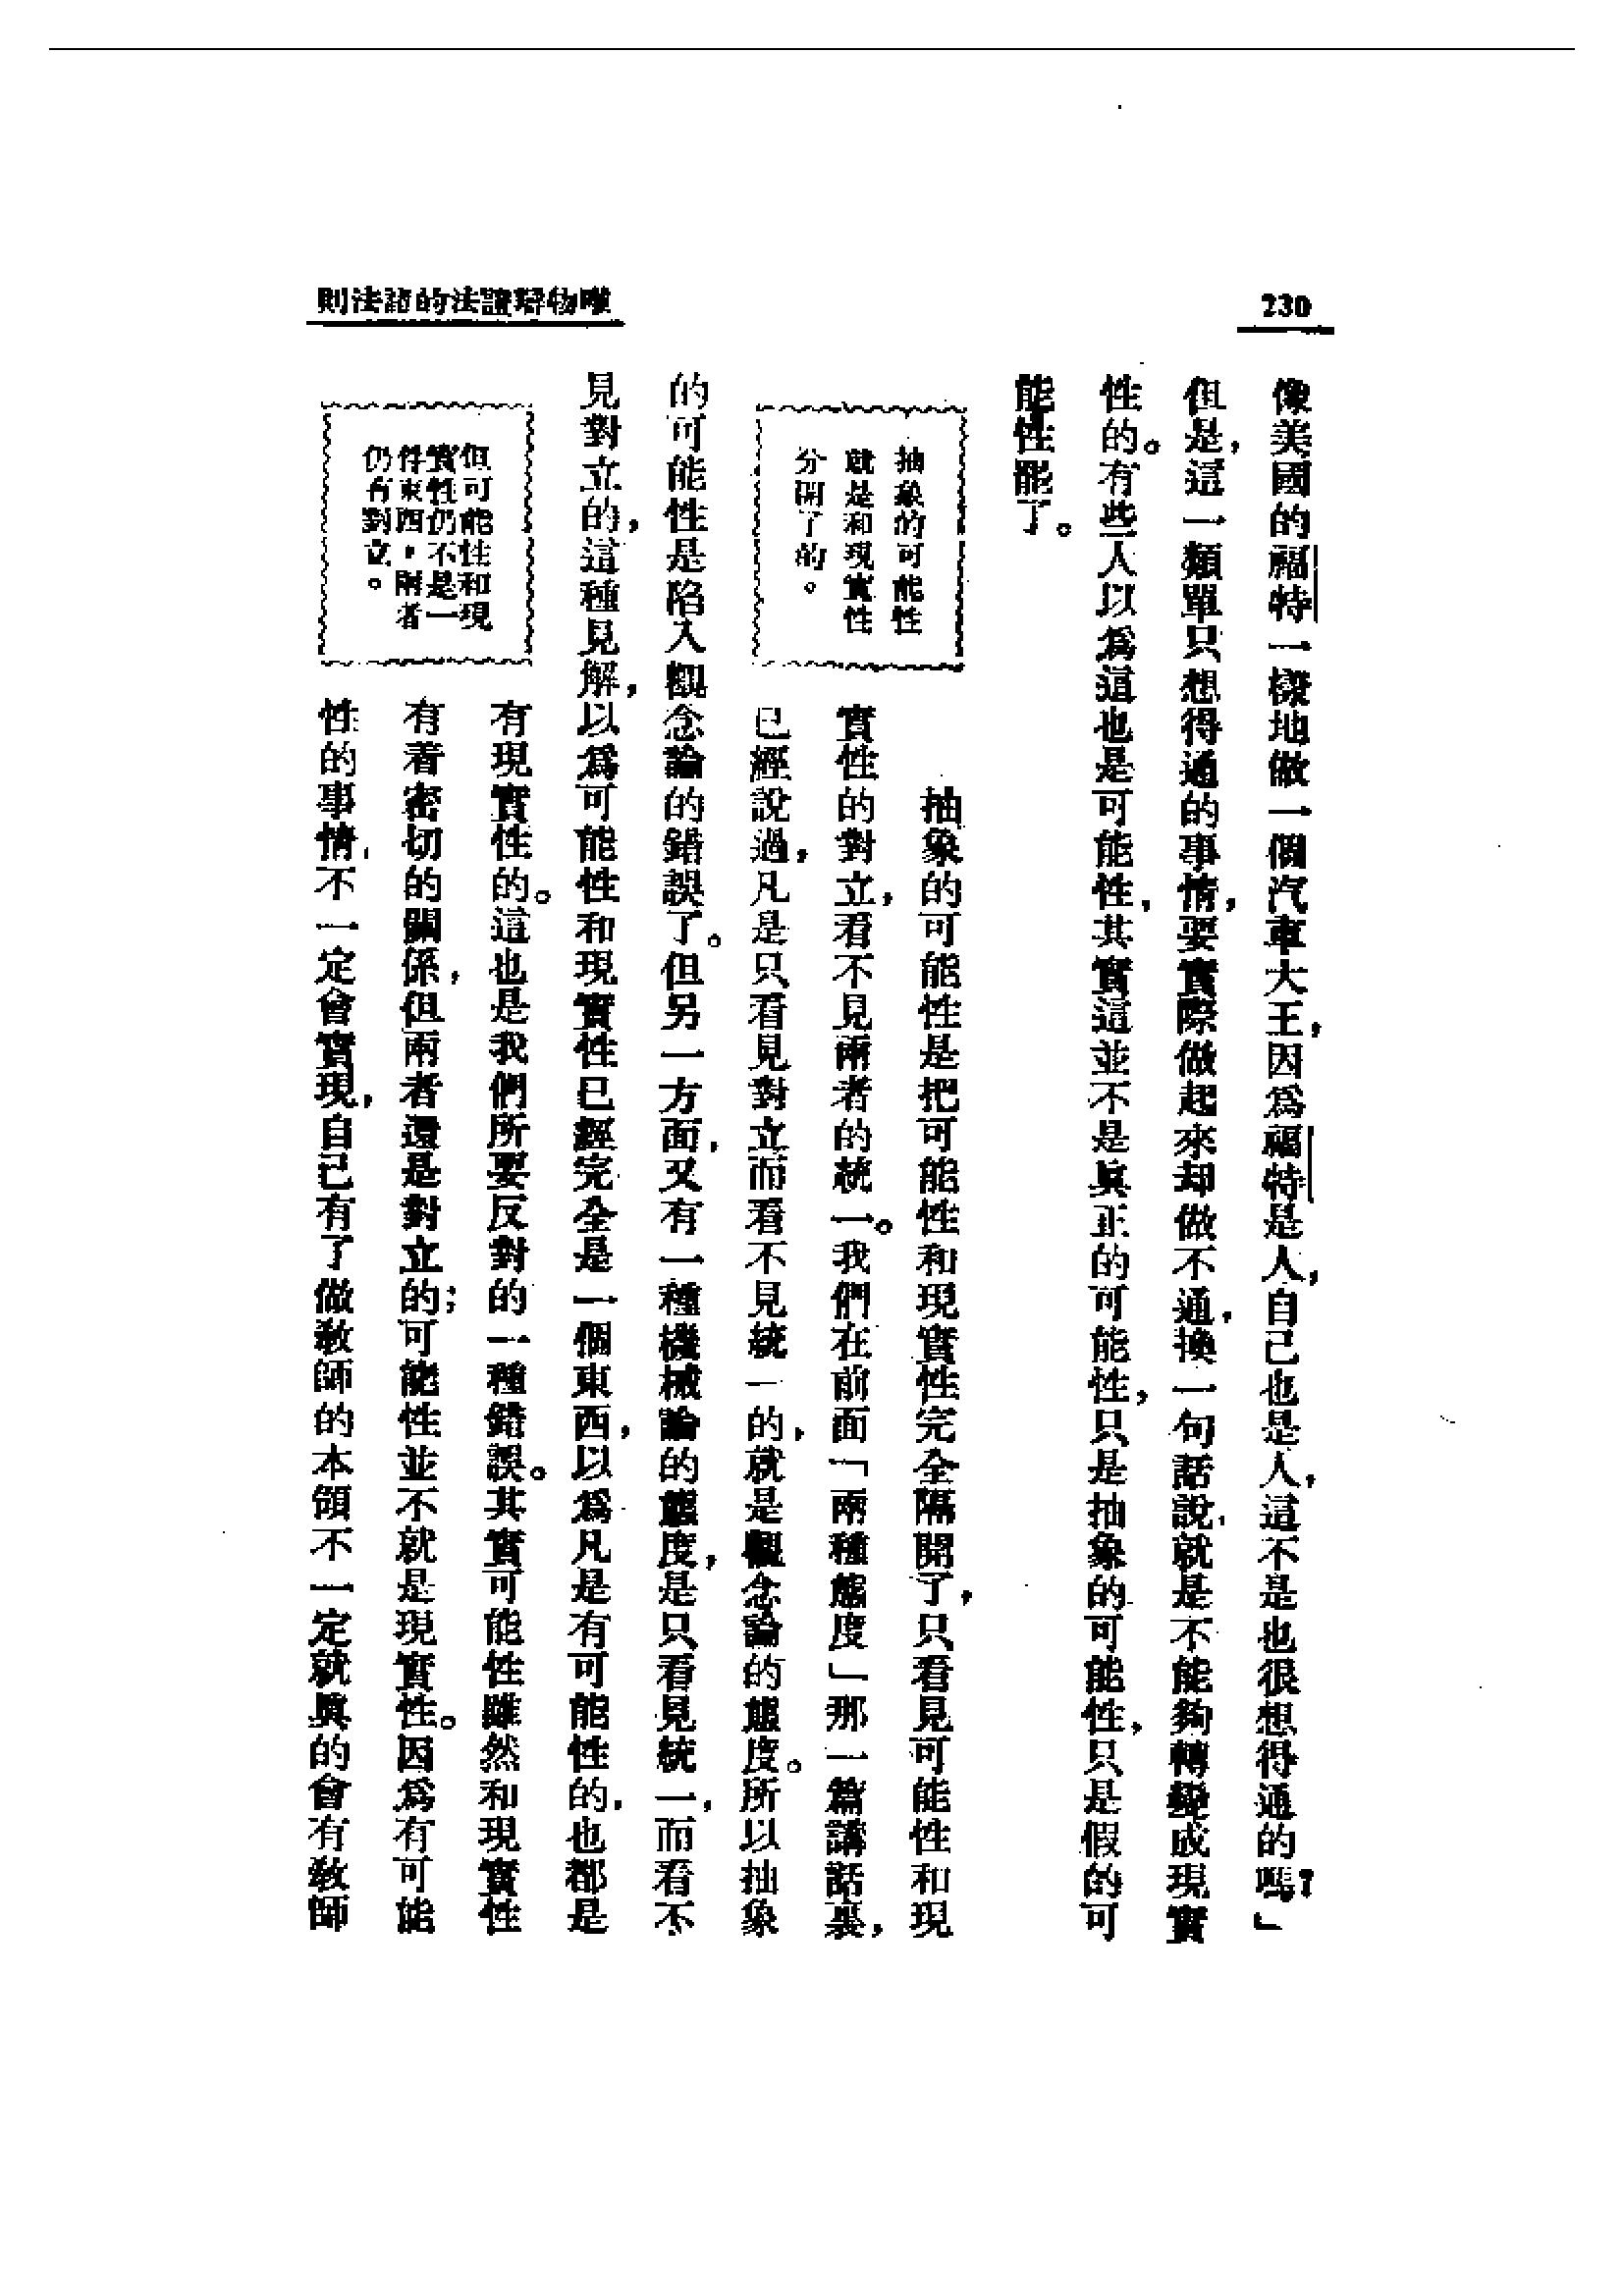 230
唯物辯證法的諸法則
像美國的福特一樣地做一個汽車大王，因爲福特是人，自己也是人，這不是也很想得通的嗎？」
但是，這一類單只想得通的事情，要實際做起來却做不通，換一句話說，就是不能夠轉變成現實
性的。有些人以爲這也是可能性，其實這並不是眞正的可能性，只是抽象的可能性，只是假的可
能性罷了。
抽象的可能性
就是和現實性
分開了的。
抽象的可能性是把可能性和現實性完全隔開了，只看見可能性和現
實性的對立，看不見兩者的統一。我們在前面「兩種態度」那一篇講話裏，
已經說過，凡是只看見對立而看不見統一的，就是觀念論的態度。所以抽象
的可能性是陷入觀念論的錯誤了。但另一方面，又有一種機械論的態度，是只看見統一，而看不
見對立的，這種見解，以爲可能性和現實性已經完全是一個東西，以爲凡是有可能性的，也都是
但可能性和現
實性仍不是一
件東西，兩者
仍有對立。
有現實性的。這也是我們所要反對的一種錯誤。其實可能性雖然和現實性
有着密切的關係，但兩者還是對立的；可能性並不就是現實性。因爲有可能
性的事情，不一定會實現，自已有了做教師的本領不一定就眞的會有教師